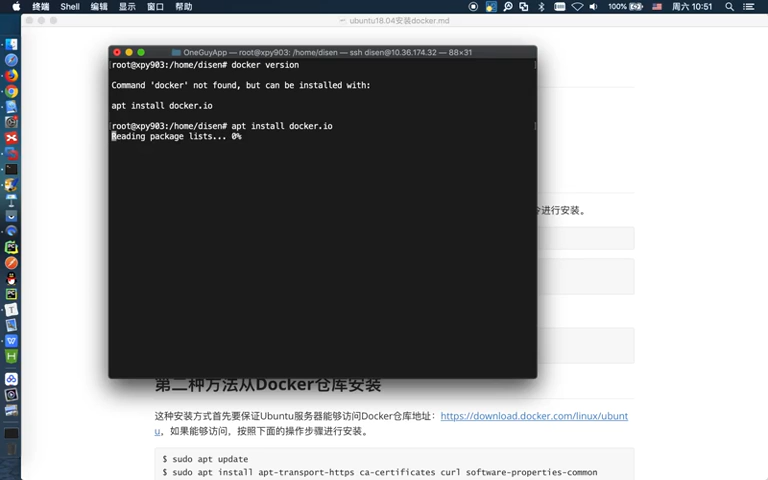 终端 Shell 编辑 显示 窗口 帮助 100% 周六 10:51
ubuntu18.04安装docker.md
OneGuyApp — root@xpy903: /home/disen — ssh disen@10.36.174.32 — 88×31
root@xpy903:/home/disen# docker version
Command 'docker' not found, but can be installed with:
apt install docker.io
root@xpy903:/home/disen# apt install docker.io
Reading package lists... 0%
令进行安装。
第二种方法从Docker仓库安装
这种安装方式首先要保证Ubuntu服务器能够访问Docker仓库地址：https://download.docker.com/linux/ubunt
u，如果能够访问，按照下面的操作步骤进行安装。
$ sudo apt update
$ sudo apt install apt-transport-https ca-certificates curl software-properties-common